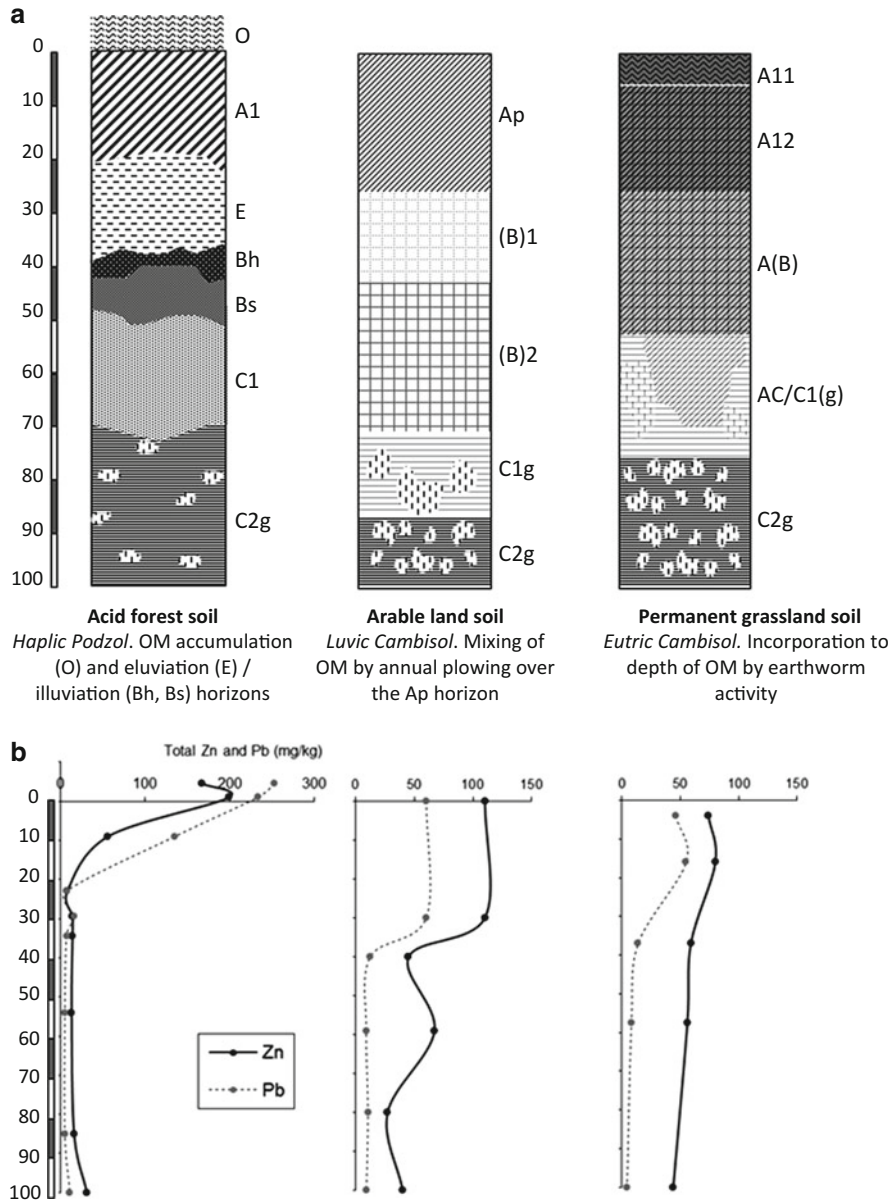 a
O
0
10
20
30
40
50
60
70
80
90
100
A1
E
Bh
Bs
C1
C2g
Ap
(B)1
(B)2
C1g
C2g
A11
A12
A(B)
AC/C1(g)
C2g
Acid forest soil
Haplic Podzol. OM accumulation
(O) and eluviation (E) /
illuviation (Bh, Bs) horizons
Arable land soil
Luvic Cambisol. Mixing of
OM by annual plowing over
the Ap horizon
Permanent grassland soil
Eutric Cambisol. Incorporation to
depth of OM by earthworm
activity
b
Total Zn and Pb (mg/kg)
0 100 200 300
0 50 100 150
0 50 100 150
0
10
20
30
40
50
60
80
90
100
Zn
Pb